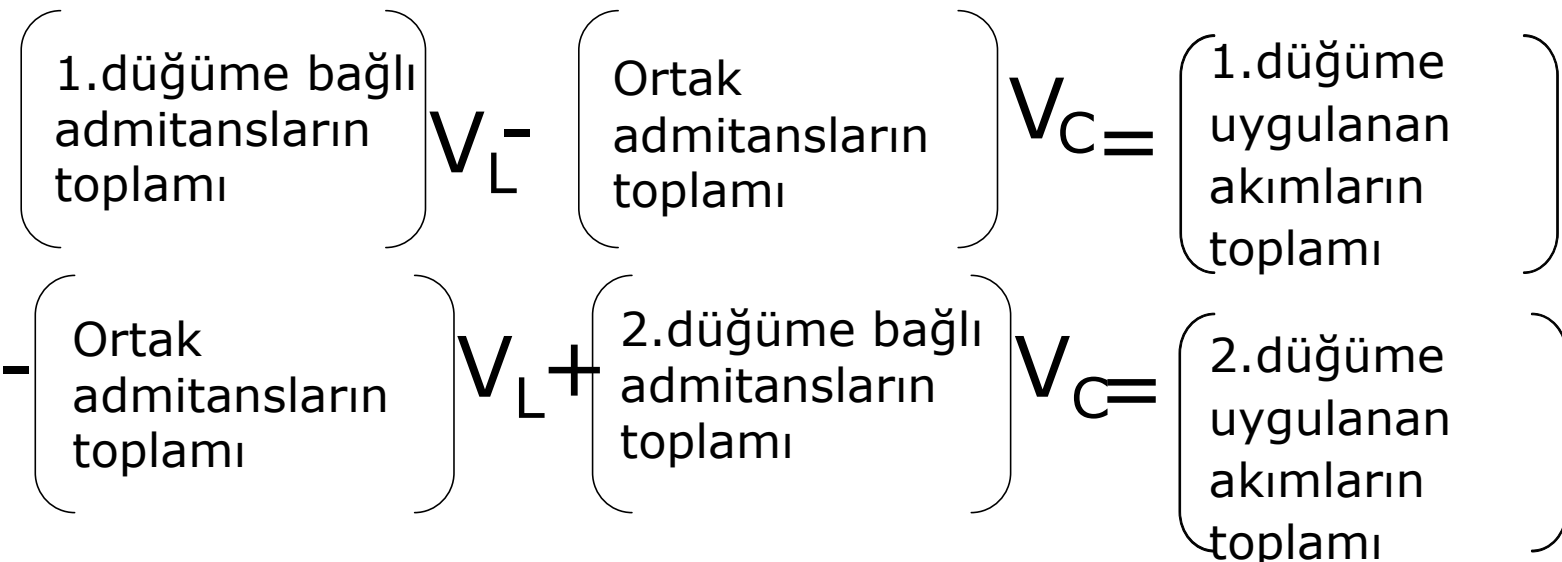 1.düğüme bağlı
admitansların
toplamı
V_L -
Ortak
admitansların
toplamı
V_C =
1.düğüme
uygulanan
akımların
toplamı
-
Ortak
admitansların
toplamı
V_L +
2.düğüme bağlı
admitansların
toplamı
V_C =
2.düğüme
uygulanan
akımların
toplamı